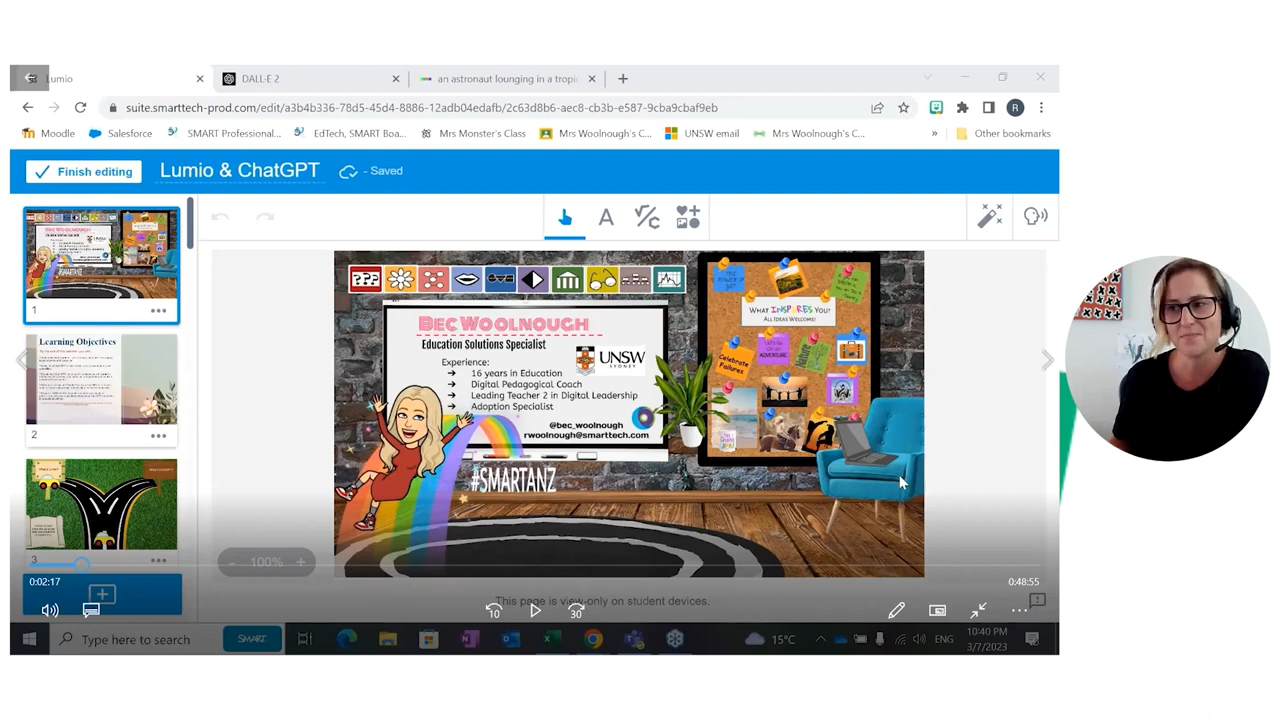 Lumio
DALL·E 2
an astronaut lounging in a tropic
suite.smarttech-prod.com/edit/a3b4b336-78d5-45d4-8886-12adb04edafb/2c63d8b6-aec8-cb3b-e587-9cba9cbaf9eb
R
Moodle
Salesforce
SMART Professional...
EdTech, SMART Boa...
Mrs Monster's Class
Mrs Woolnough's C...
UNSW email
Mrs Woolnough's C...
»
Other bookmarks
Finish editing
Lumio & ChatGPT
- Saved
1
Learning Objectives
2
3
BEC WOOLNOUGH
Education Solutions Specialist
Experience:
16 years in Education
Digital Pedagogical Coach
Leading Teacher 2 in Digital Leadership
Adoption Specialist
UNSW
SYDNEY
@bec_woolnough
rwoolnough@smarttech.com
#SMARTANZ
???
WHAT INSPIRES YOU?
ALL IDEAS WELCOME!
Celebrate
Failures
ADVENTURE
100%
This page is view-only on student devices.
0:02:17
0:48:55
10
30
Type here to search
SMART
15°C
ENG
10:40 PM
3/7/2023